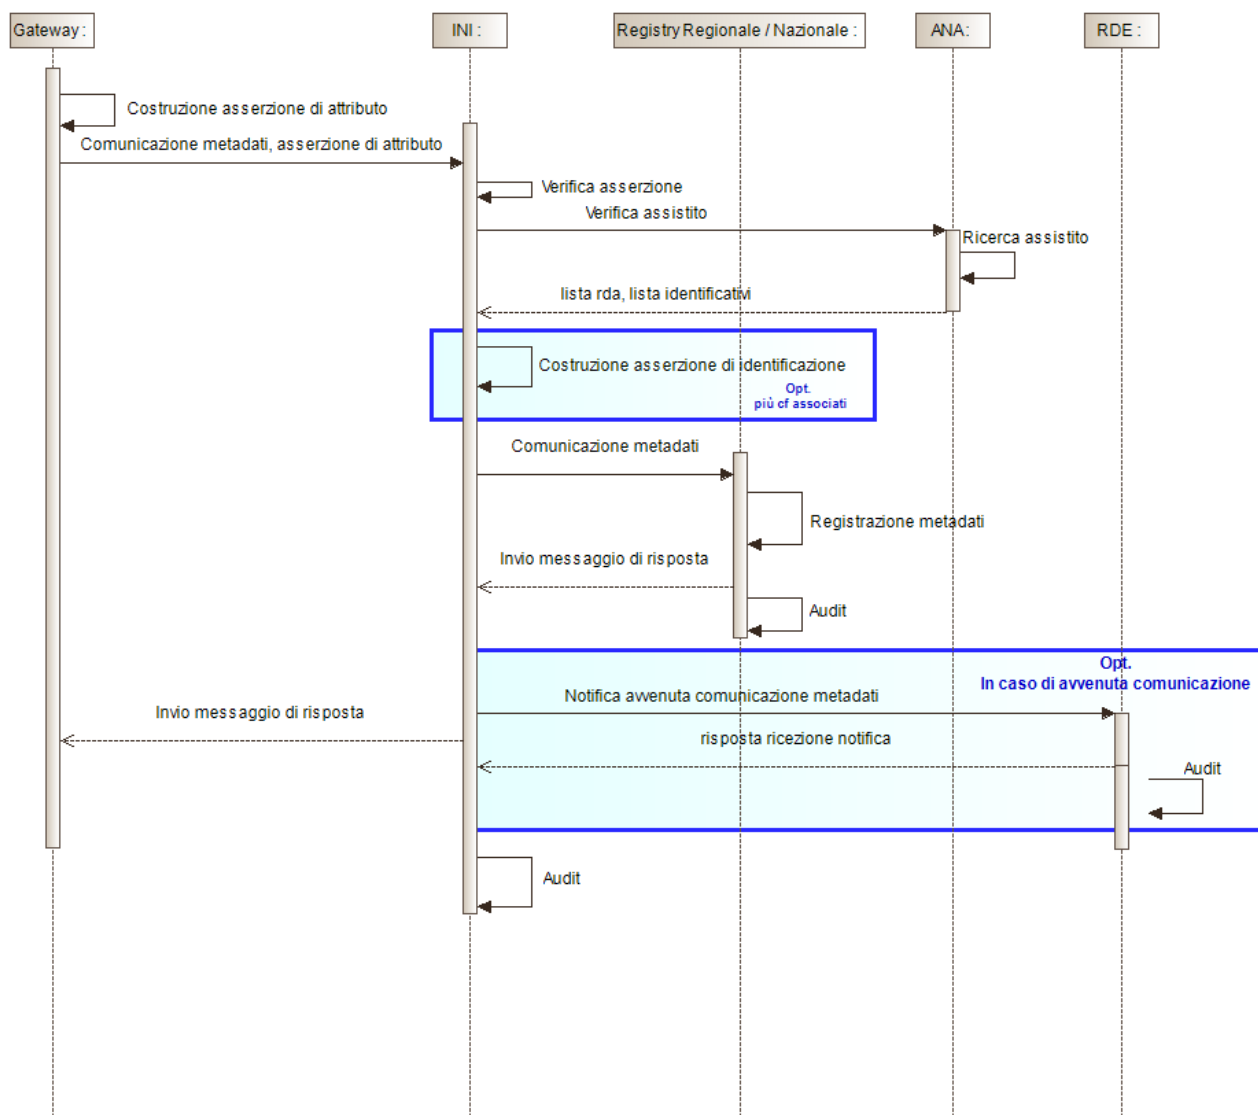 Gateway :
INI :
Registry Regionale / Nazionale :
ANA:
RDE :
Costruzione asserzione di attributo
Comunicazione metadati, asserzione di attributo
Verifica asserzione
Verifica assistito
Ricerca assistito
lista rda, lista identificativi
Costruzione asserzione di identificazione
Opt.
più cf associati
Comunicazione metadati
Registrazione metadati
Invio messaggio di risposta
Audit
Opt.
In caso di avvenuta comunicazione
Notifica avvenuta comunicazione metadati
Invio messaggio di risposta
risposta ricezione notifica
Audit
Audit